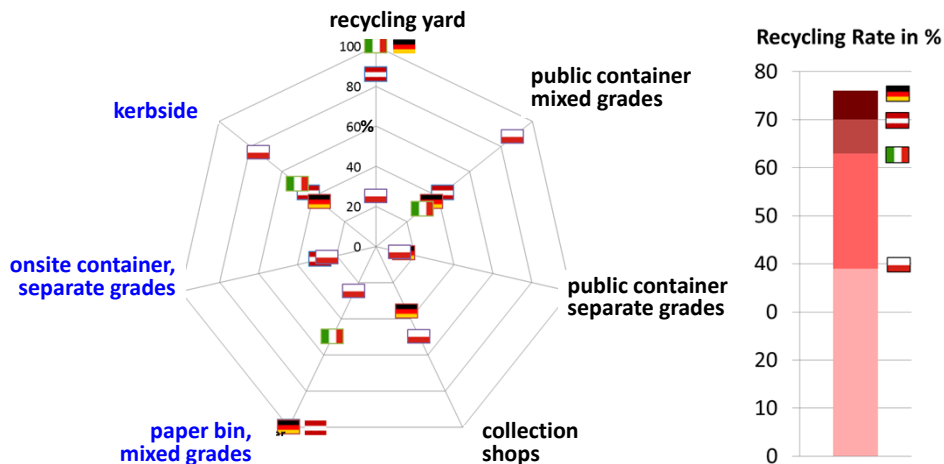 recycling yard
100
80
60
%
40
20
0
public container
mixed grades
kerbside
onsite container,
separate grades
public container
separate grades
paper bin,
mixed grades
collection
shops
Recycling Rate in %
80
70
60
50
40
0
20
10
0